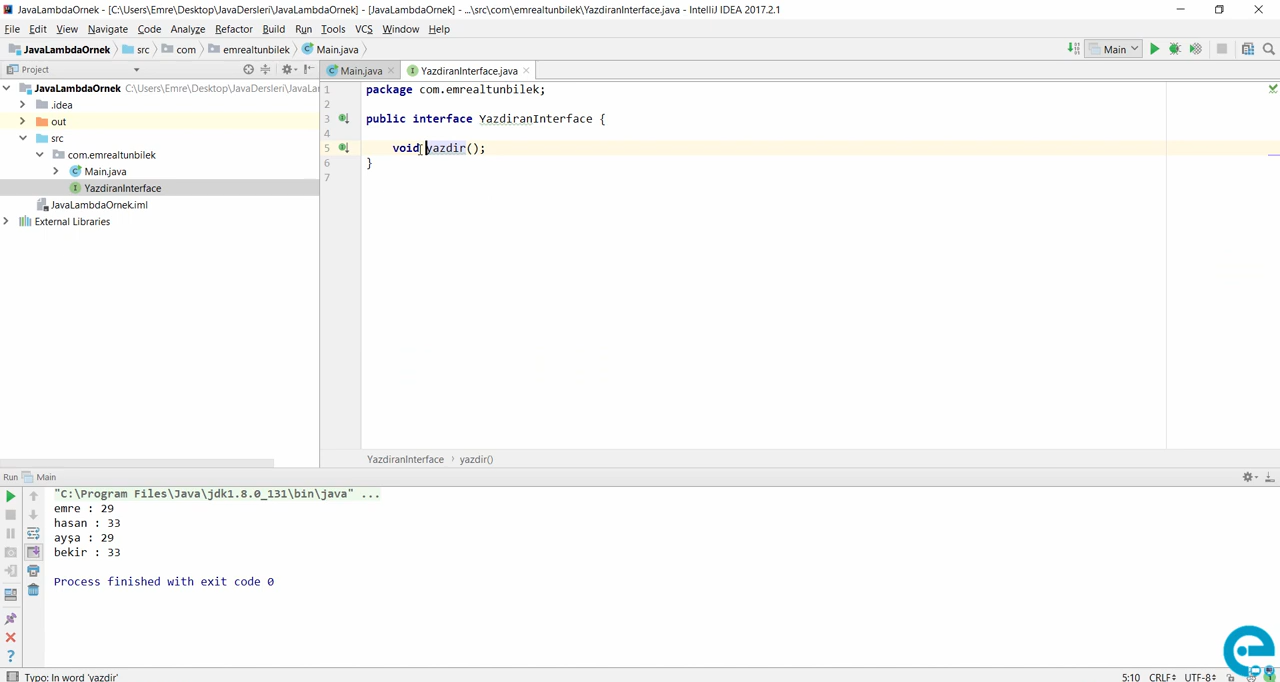 JavaLambdaOrnek - [C:\Users\Emre\Desktop\JavaDersleri\JavaLambdaOrnek] - [JavaLambdaOrnek] - ...\src\com\emrealtunbilek\YazdiranInterface.java - IntelliJ IDEA 2017.2.1
File Edit View Navigate Code Analyze Refactor Build Run Tools VCS Window Help
JavaLambdaOrnek src com emrealtunbilek Main.java Main
Project Main.java YazdiranInterface.java
JavaLambdaOrnek C:\Users\Emre\Desktop\JavaDersleri\JavaLar
.idea
out
src
com.emrealtunbilek
Main.java
YazdiranInterface
JavaLambdaOrnek.iml
External Libraries
1 package com.emrealtunbilek;
2
3 public interface YazdiranInterface {
4
5 void yazdir();
6 }
7
YazdiranInterface yazdir()
Run Main
"C:\Program Files\Java\jdk1.8.0_131\bin\java" ...
emre : 29
hasan : 33
ayşa : 29
bekir : 33
Process finished with exit code 0
Typo: In word 'yazdir' 5:10 CRLF UTF-8